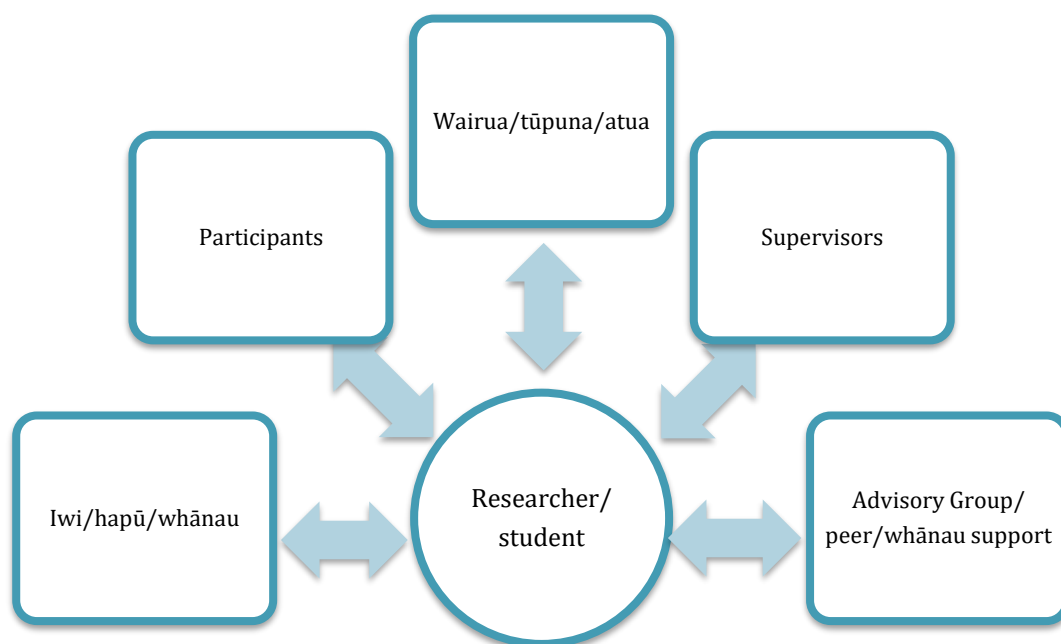 Wairua/tūpuna/atua
Participants
Supervisors
Iwi/hapū/whānau
Researcher/
student
Advisory Group/
peer/whānau support